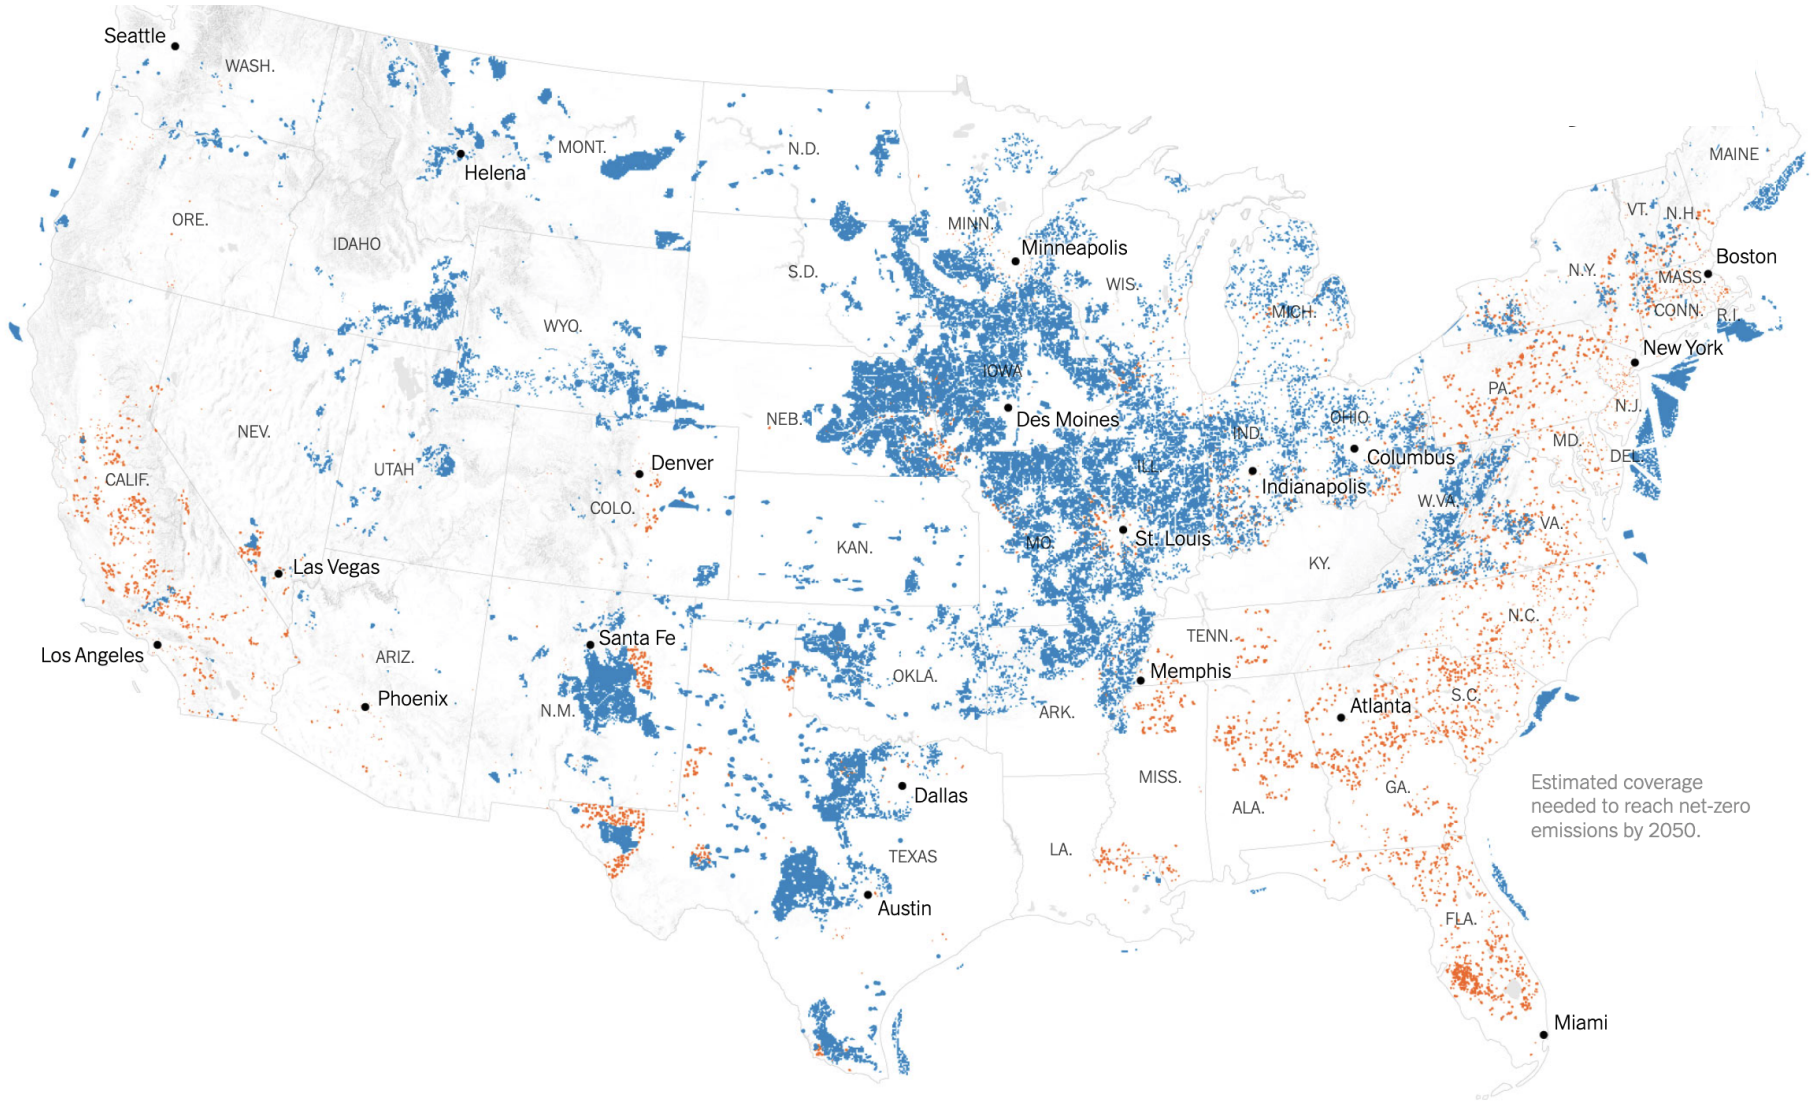 Seattle
WASH.
MONT.
Helena
N.D.
MAINE
ORE.
IDAHO
MINN.
VT.
N.H.
Minneapolis
S.D.
WIS.
N.Y.
Boston
MASS.
WYO.
MICH.
CONN.
R.I.
New York
IOWA
PA.
N.J.
NEB.
Des Moines
OHIO
NEV.
IND.
MD.
Columbus
DEL.
Denver
UTAH
ILL.
CALIF.
Indianapolis
COLO.
W.VA.
VA.
St. Louis
MO.
KAN.
KY.
Las Vegas
N.C.
Santa Fe
TENN.
Los Angeles
ARIZ.
OKLA.
Memphis
Phoenix
N.M.
ARK.
S.C.
Atlanta
MISS.
Dallas
GA.
ALA.
Estimated coverage
needed to reach net-zero
emissions by 2050.
TEXAS
LA.
Austin
FLA.
Miami